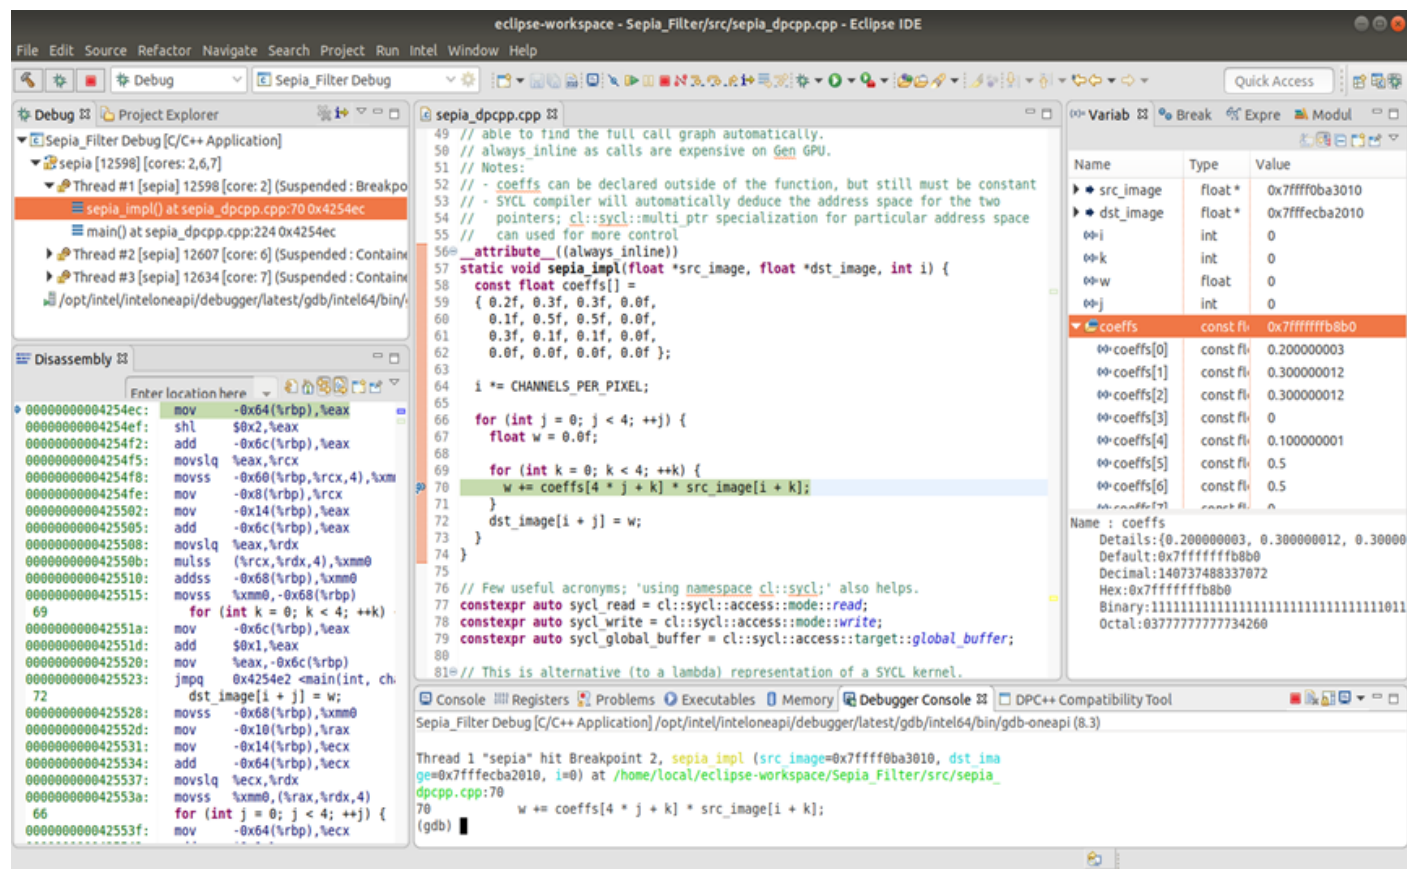 eclipse-workspace - Sepia_Filter/src/sepia_dpcpp.cpp - Eclipse IDE
File Edit Source Refactor Navigate Search Project Run Intel Window Help
Debug
Sepia_Filter Debug
Quick Access
Debug
Project Explorer
Sepia_Filter Debug [C/C++ Application]
sepia [12598] [cores: 2,6,7]
Thread #1 [sepia] 12598 [core: 2] (Suspended : Breakpo
sepia_impl() at sepia_dpcpp.cpp:70 0x4254ec
main() at sepia_dpcpp.cpp:224 0x4254ec
Thread #2 [sepia] 12607 [core: 6] (Suspended : Containe
Thread #3 [sepia] 12634 [core: 7] (Suspended : Containe
/opt/intel/inteloneapi/debugger/latest/gdb/intel64/bin/
Disassembly
Enter location here
00000000004254ec: mov -0x64(%rbp),%eax
00000000004254ef: shl $0x2,%eax
00000000004254f2: add -0x6c(%rbp),%eax
00000000004254f5: movslq %eax,%rcx
00000000004254f8: movss -0x60(%rbp,%rcx,4),%xm
00000000004254fe: mov -0x8(%rbp),%rcx
0000000000425502: mov -0x14(%rbp),%eax
0000000000425505: add -0x6c(%rbp),%eax
0000000000425508: movslq %eax,%rdx
000000000042550b: mulss (%rcx,%rdx,4),%xmm0
0000000000425510: addss -0x68(%rbp),%xmm0
0000000000425515: movss %xmm0,-0x68(%rbp)
69 for (int k = 0; k < 4; ++k)
000000000042551a: mov -0x6c(%rbp),%eax
000000000042551d: add $0x1,%eax
0000000000425520: mov %eax,-0x6c(%rbp)
0000000000425523: jmpq 0x4254e2 <main(int, ch
72 dst_image[i + j] = w;
0000000000425528: movss -0x68(%rbp),%xmm0
000000000042552d: mov -0x10(%rbp),%rax
0000000000425531: mov -0x14(%rbp),%ecx
0000000000425534: add -0x64(%rbp),%ecx
0000000000425537: movslq %ecx,%rdx
000000000042553a: movss %xmm0,(%rax,%rdx,4)
66 for (int j = 0; j < 4; ++j) {
000000000042553f: mov -0x64(%rbp),%ecx
sepia_dpcpp.cpp
49 // able to find the full call graph automatically.
50 // always_inline as calls are expensive on Gen GPU.
51 // Notes:
52 // - coeffs can be declared outside of the function, but still must be constant
53 // - SYCL compiler will automatically deduce the address space for the two
54 // pointers; cl::sycl::multi_ptr specialization for particular address space
55 // can used for more control
56 __attribute__((always_inline))
57 static void sepia_impl(float *src_image, float *dst_image, int i) {
58 const float coeffs[] =
59 { 0.2f, 0.3f, 0.3f, 0.0f,
60 0.1f, 0.5f, 0.5f, 0.0f,
61 0.3f, 0.1f, 0.1f, 0.0f,
62 0.0f, 0.0f, 0.0f, 0.0f };
63
64 i *= CHANNELS_PER_PIXEL;
65
66 for (int j = 0; j < 4; ++j) {
67 float w = 0.0f;
68
69 for (int k = 0; k < 4; ++k) {
70 w += coeffs[4 * j + k] * src_image[i + k];
71 }
72 dst_image[i + j] = w;
73 }
74 }
75
76 // Few useful acronyms; 'using namespace cl::sycl;' also helps.
77 constexpr auto sycl_read = cl::sycl::access::mode::read;
78 constexpr auto sycl_write = cl::sycl::access::mode::write;
79 constexpr auto sycl_global_buffer = cl::sycl::access::target::global_buffer;
80
81 // This is alternative (to a lambda) representation of a SYCL kernel.
Variab Break Expre Modul
Name Type Value
src_image float * 0x7ffff0ba3010
dst_image float * 0x7fffecba2010
i int 0
k int 0
w float 0
j int 0
coeffs const fl 0x7fffffffb8b0
coeffs[0] const fl 0.200000003
coeffs[1] const fl 0.300000012
coeffs[2] const fl 0.300000012
coeffs[3] const fl 0
coeffs[4] const fl 0.100000001
coeffs[5] const fl 0.5
coeffs[6] const fl 0.5
coeffs[7] const fl 0
Name : coeffs
Details:{0.200000003, 0.300000012, 0.30000
Default:0x7fffffffb8b0
Decimal:140737488337072
Hex:0x7fffffffb8b0
Octal:03777777777734260
Console Registers Problems Executables Memory Debugger Console DPC++ Compatibility Tool
Sepia_Filter Debug [C/C++ Application] /opt/intel/inteloneapi/debugger/latest/gdb/intel64/bin/gdb-oneapi (8.3)
Thread 1 "sepia" hit Breakpoint 2, sepia_impl (src_image=0x7ffff0ba3010, dst_ima
ge=0x7fffecba2010, i=0) at /home/local/eclipse-workspace/Sepia_Filter/src/sepia_
dpcpp.cpp:70
70 w += coeffs[4 * j + k] * src_image[i + k];
(gdb)